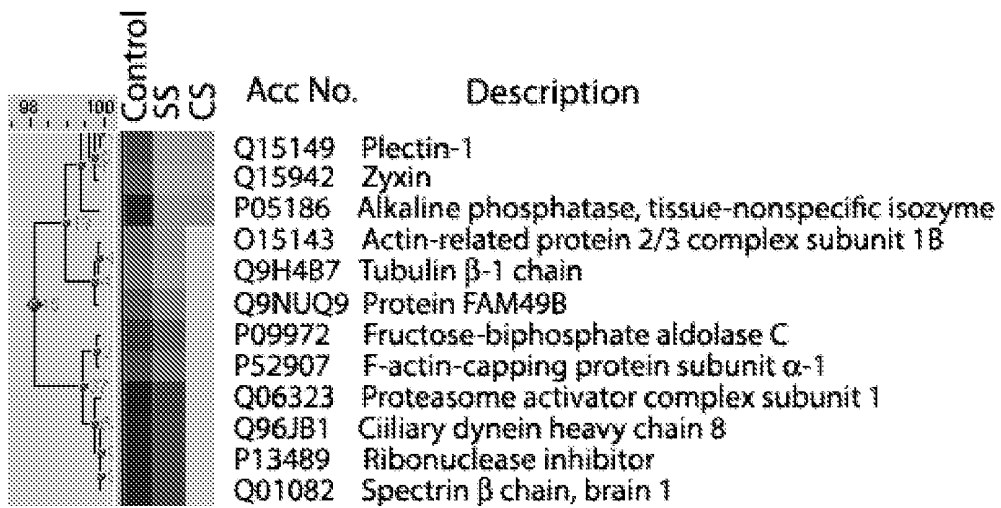 Control
SS
CS
Acc No. Description
98 100
Q15149 Plectin-1
Q15942 Zyxin
P05186 Alkaline phosphatase, tissue-nonspecific isozyme
O15143 Actin-related protein 2/3 complex subunit 1B
Q9H4B7 Tubulin β-1 chain
Q9NUQ9 Protein FAM49B
P09972 Fructose-biphosphate aldolase C
P52907 F-actin-capping protein subunit α-1
Q06323 Proteasome activator complex subunit 1
Q96JB1 Ciiliary dynein heavy chain 8
P13489 Ribonuclease inhibitor
Q01082 Spectrin β chain, brain 1